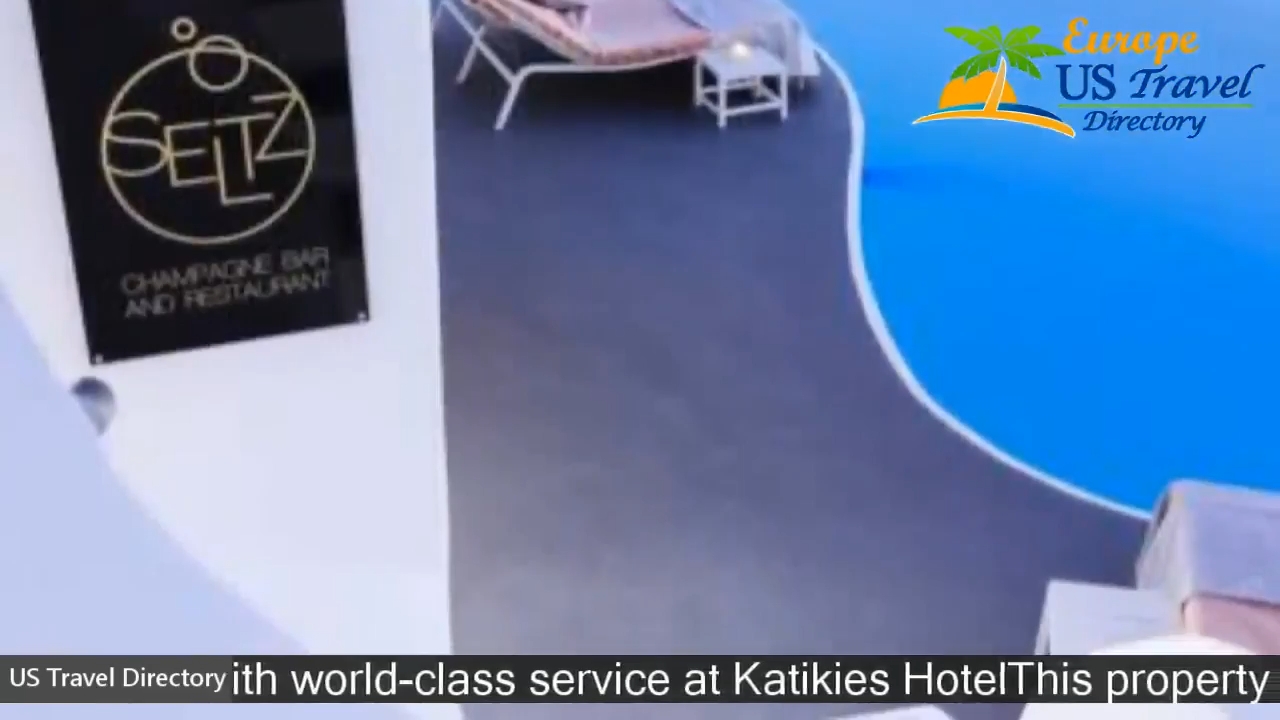 SELTZ
CHAMPAGNE BAR
AND RESTAURANT
Europe
US Travel
Directory
US Travel Directory
ith world-class service at Katikies HotelThis property